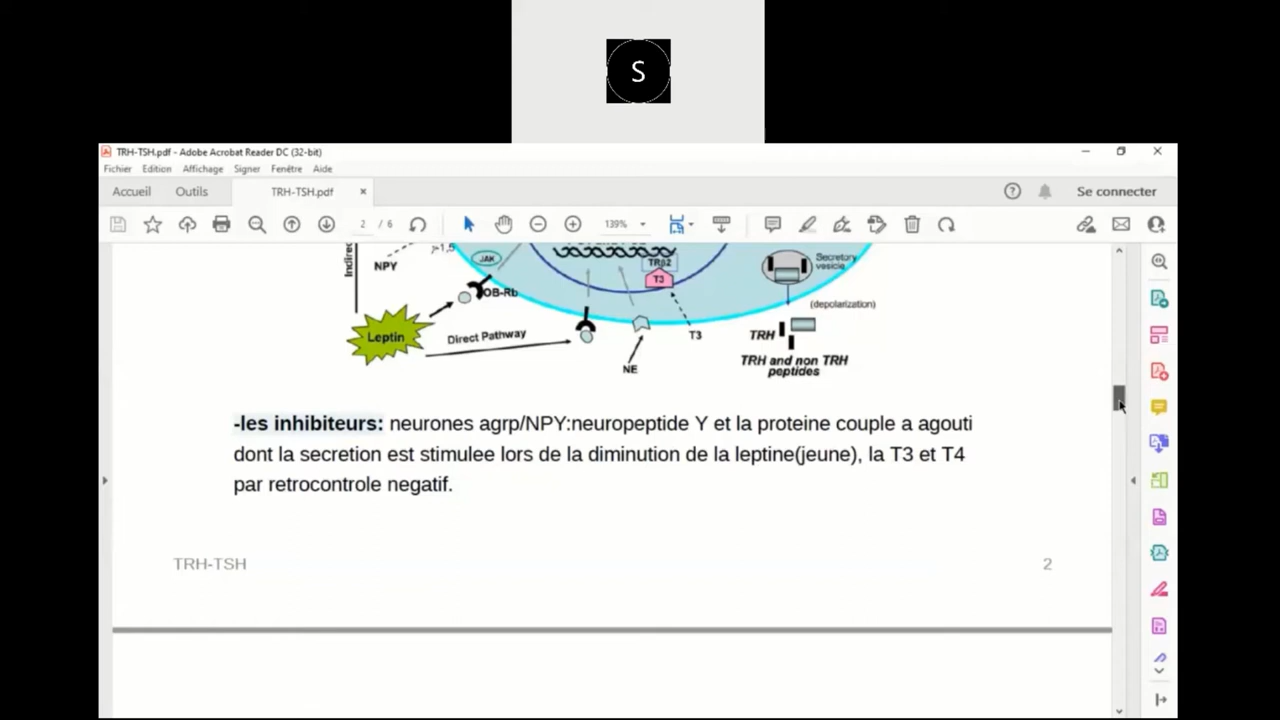 S
TRH-TSH.pdf - Adobe Acrobat Reader DC (32-bit)
Fichier Edition Affichage Signer Fenêtre Aide
Accueil Outils TRH-TSH.pdf × Se connecter
2 / 6 139%
NPY
JAK
TRβ2
T3
Secretory
vesicle
OB-Rb
(depolarization)
Leptin
Direct Pathway
T3
TRH
NE
TRH and non TRH
peptides
-les inhibiteurs: neurones agrp/NPY:neuropeptide Y et la proteine couple a agouti
dont la secretion est stimulee lors de la diminution de la leptine(jeune), la T3 et T4
par retrocontrole negatif.
TRH-TSH 2